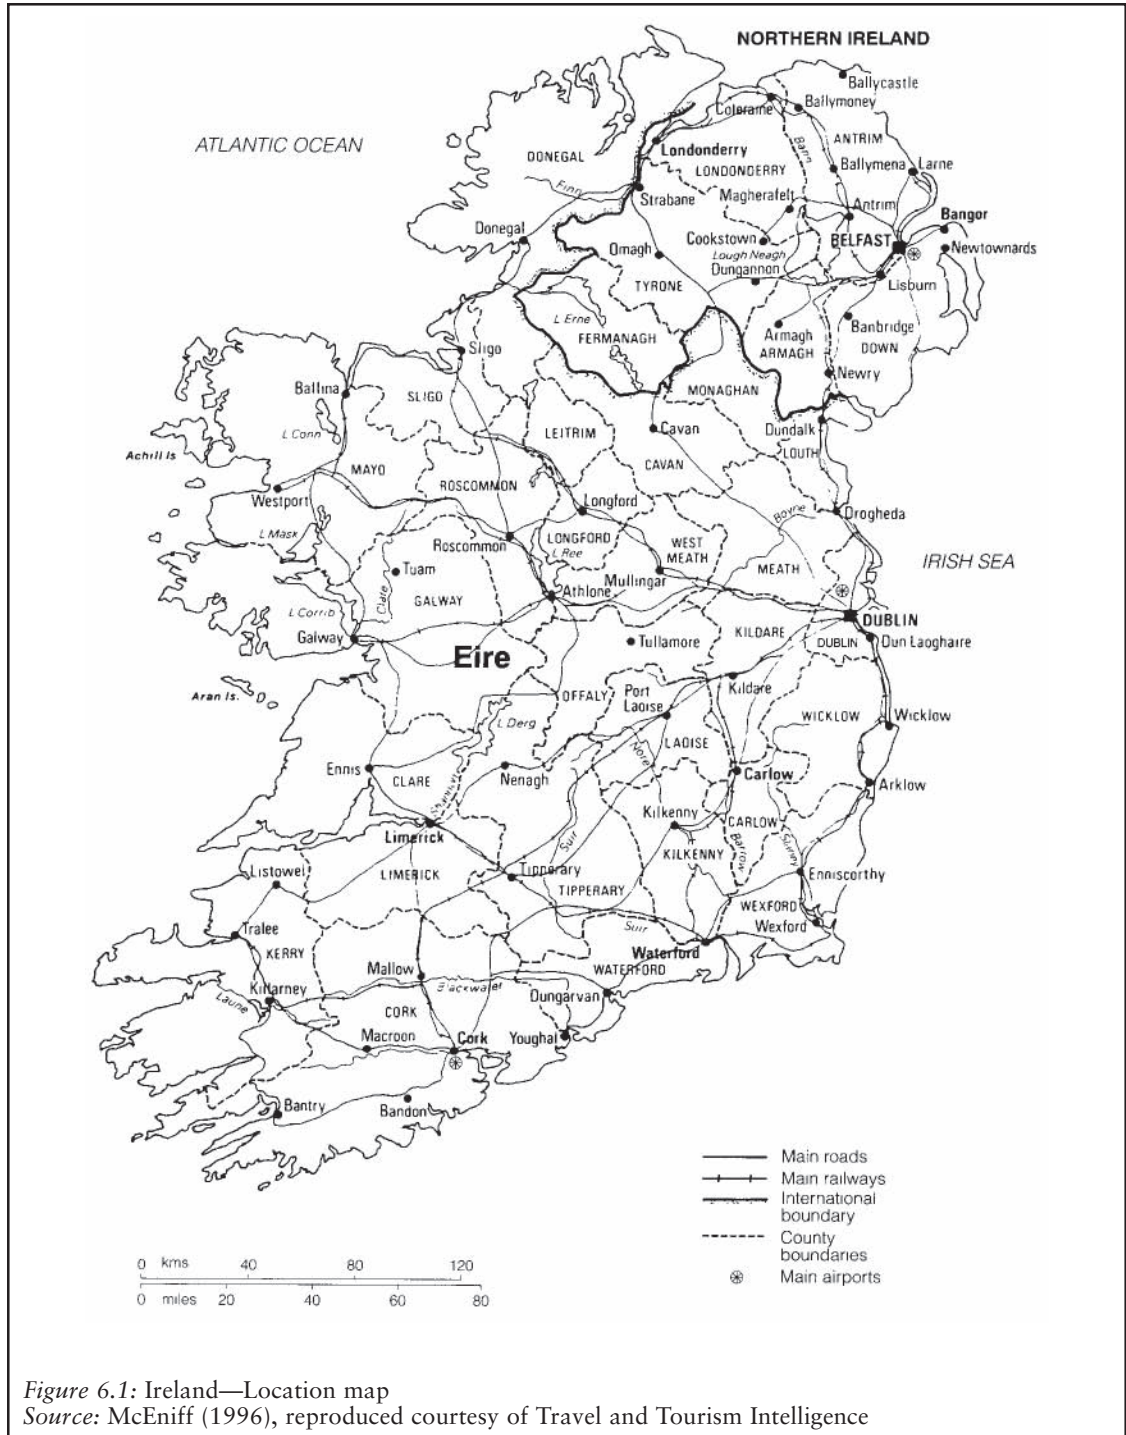 NORTHERN IRELAND
Ballycastle
Coleraine
Ballymoney
ATLANTIC OCEAN
Bann
ANTRIM
Londonderry
DONEGAL
LONDONDERRY
Ballymena
Larne
Finn
Strabane
Magherafelt
Antrim
Bangor
Donegal
Cookstown
BELFAST
Newtownards
Omagh
Lough Neagh
Dungannon
Lisburn
TYRONE
L Erne
FERMANAGH
Armagh
ARMAGH
Banbridge
DOWN
Sligo
Newry
Ballina
SLIGO
MONAGHAN
L Conn
LEITRIM
Cavan
Dundalk
LOUTH
Achill Is
MAYO
CAVAN
ROSCOMMON
Westport
Longford
Boyne
Drogheda
L Mask
Roscommon
LONGFORD
WEST
MEATH
L Ree
IRISH SEA
Tuam
Mullingar
MEATH
Athlone
Clare
GALWAY
L Corrib
DUBLIN
Galway
Eire
Tullamore
KILDARE
DUBLIN
Dun Laoghaire
Aran Is.
OFFALY
Port
Laoise
Kildare
L Derg
WICKLOW
Wicklow
LAOISE
Nore
Ennis
CLARE
Nenagh
Carlow
Arklow
Shannon
Limerick
Suir
Kilkenny
CARLOW
Barrow
Slaney
Listowel
LIMERICK
Tipperary
KILKENNY
Enniscorthy
TIPPERARY
WEXFORD
Wexford
Tralee
KERRY
Suir
Waterford
WATERFORD
Mallow
Blackwater
Killarney
Laune
Dungarvan
CORK
Macroon
Cork
Youghal
Bantry
Bandon
Main roads
Main railways
International
boundary
County
boundaries
Main airports
0 kms 40 80 120
0 miles 20 40 60 80
Figure 6.1: Ireland—Location map
Source: McEniff (1996), reproduced courtesy of Travel and Tourism Intelligence